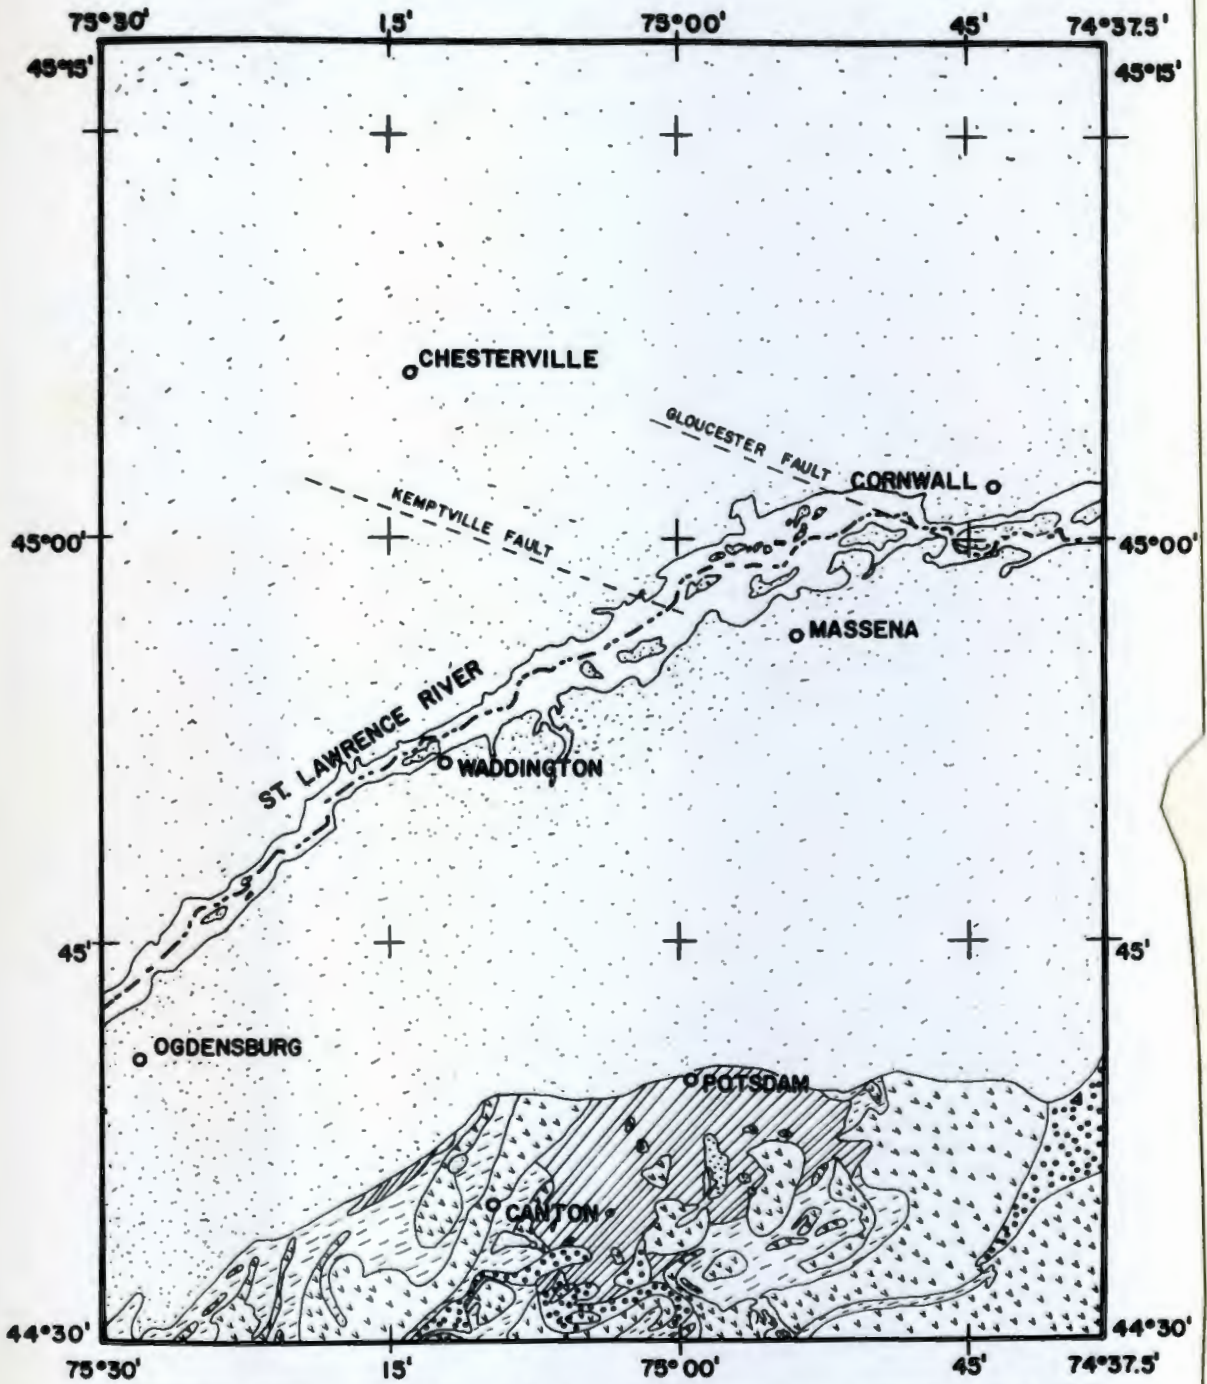 75°30' 15' 75°00' 45' 74°37.5'
45°15' 45°15'
CHESTERVILLE
GLOUCESTER FAULT
CORNWALL
KEMPTVILLE FAULT
45°00' 45°00'
MASSENA
ST. LAWRENCE RIVER
WADDINGTON
45' 45'
OGDENSBURG
POTSDAM
CANTON
44°30' 44°30'
75°30' 15' 75°00' 45' 74°37.5'